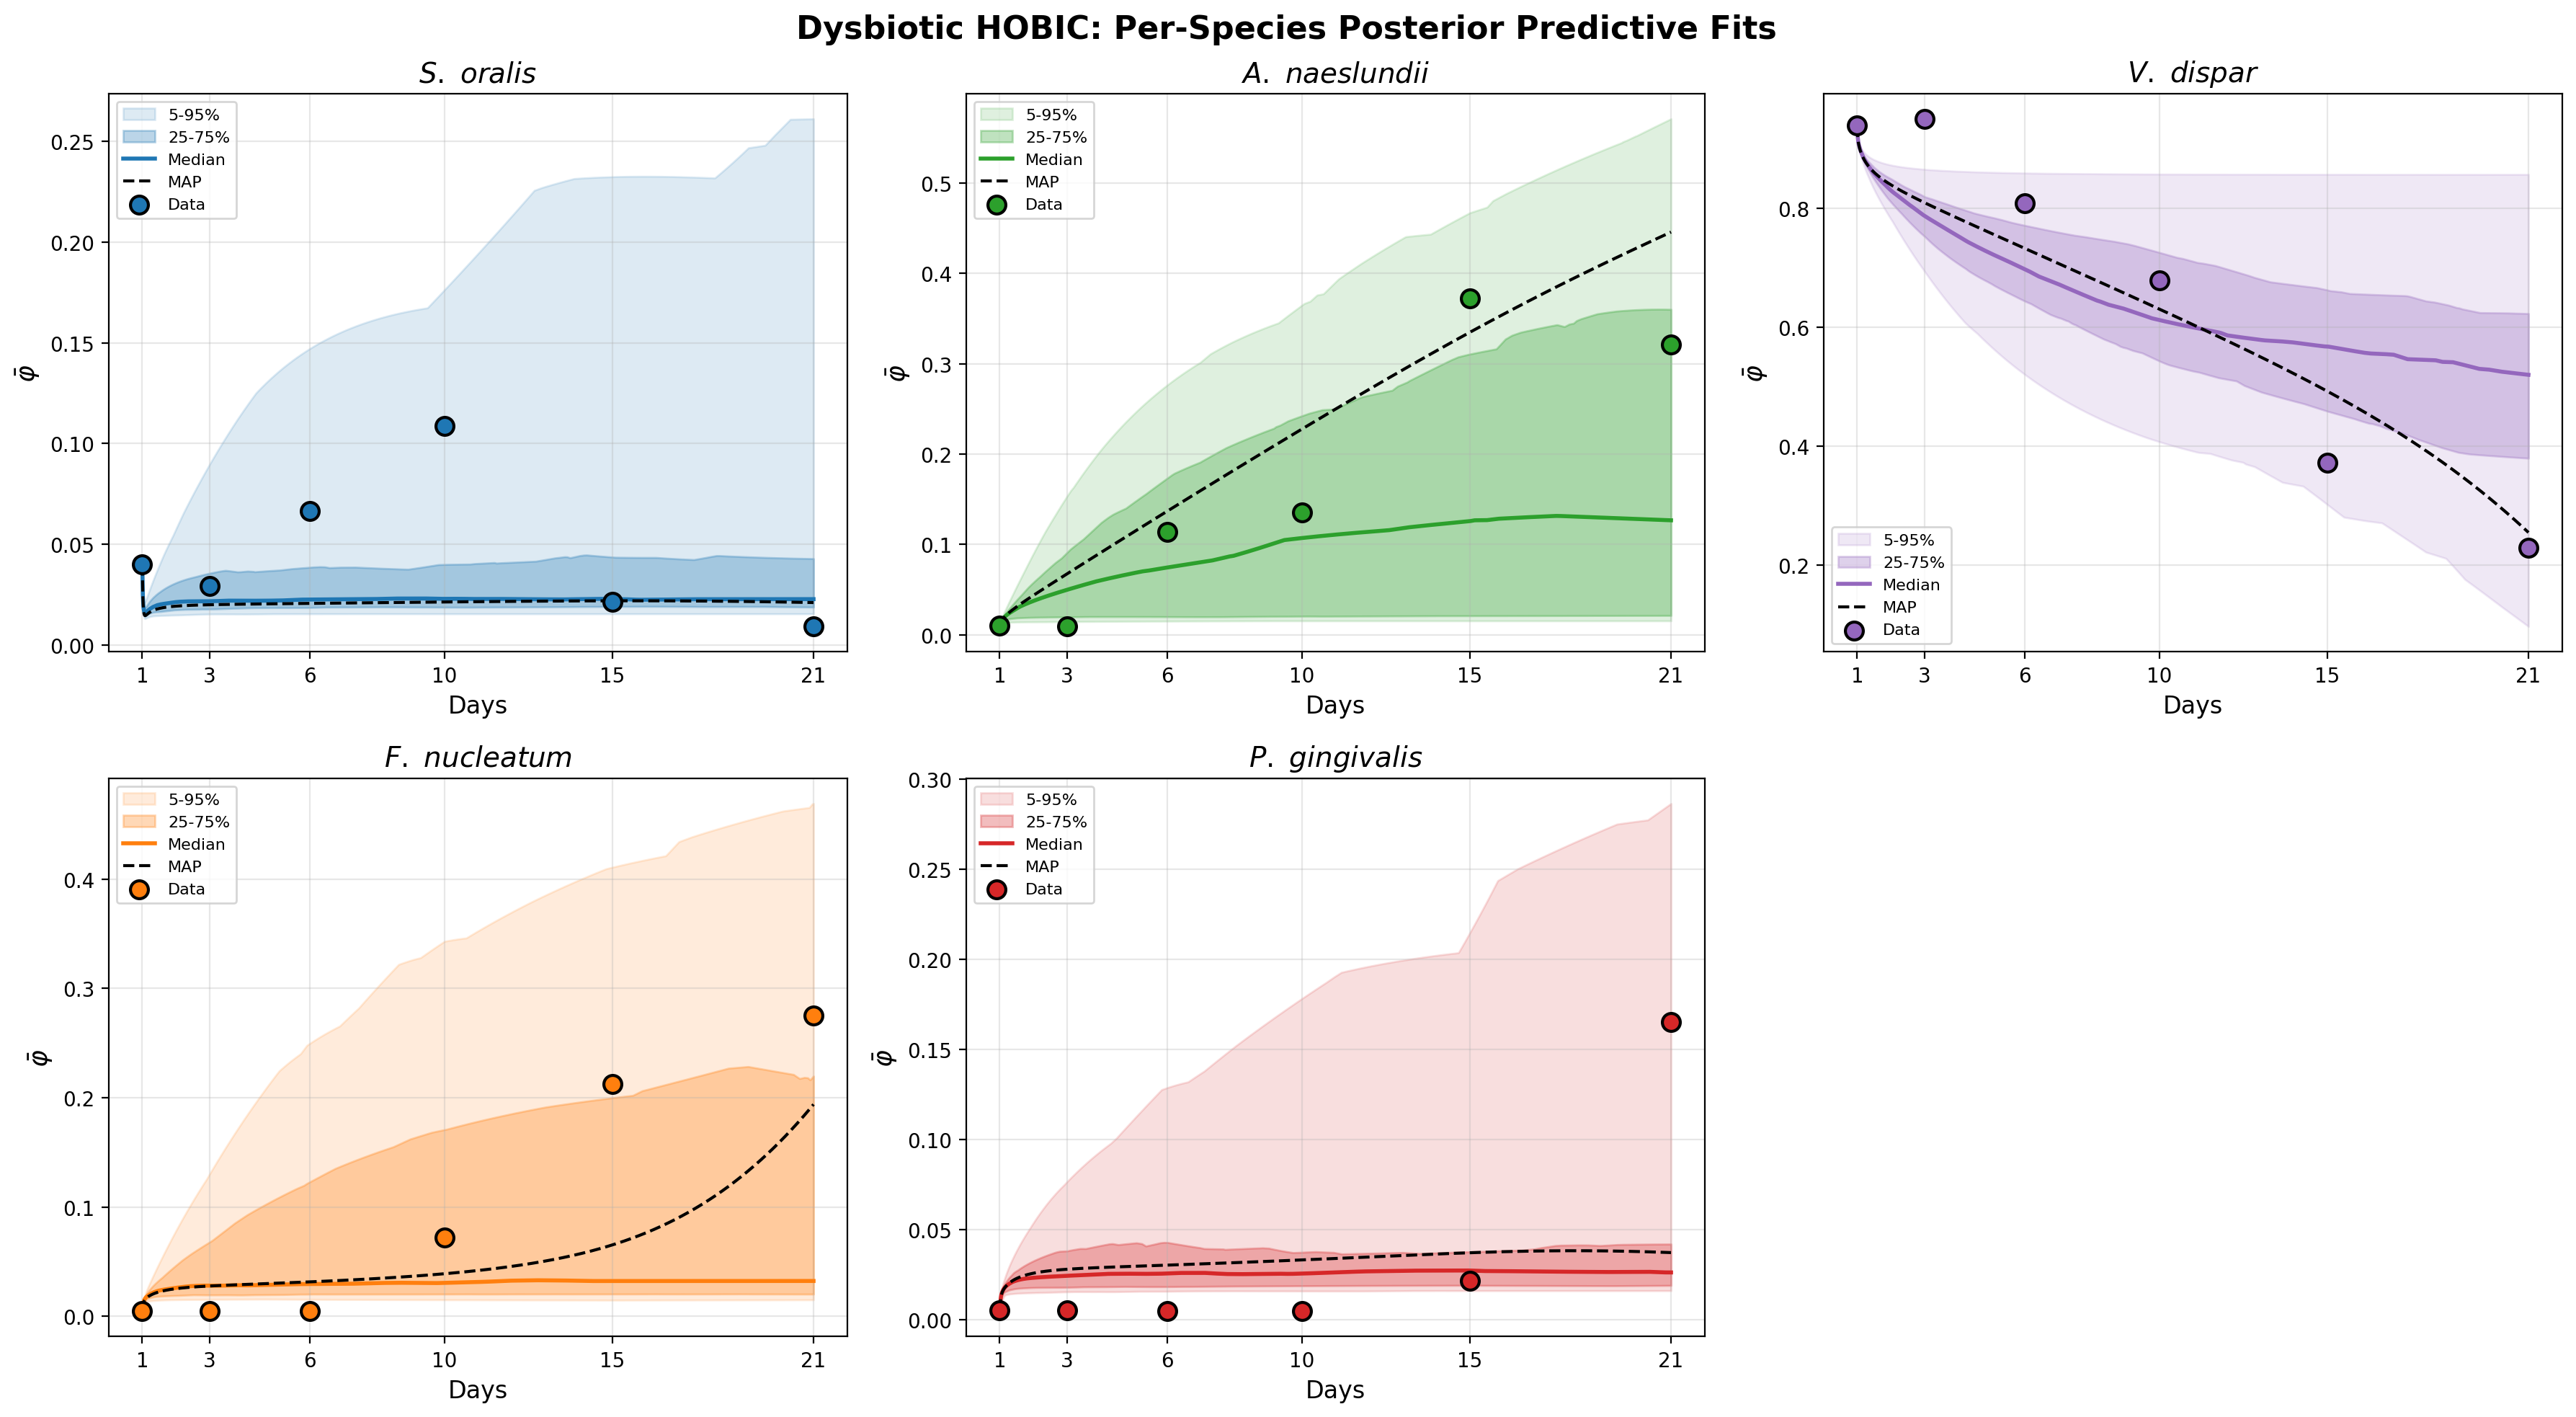 Dysbiotic HOBIC: Per-Species Posterior Predictive Fits
S. oralis
5-95%
25-75%
Median
MAP
Data
0.25
0.20
0.15
0.10
0.05
0.00
φ̄
1 3 6 10 15 21
Days
A. naeslundii
5-95%
25-75%
Median
MAP
Data
0.5
0.4
0.3
0.2
0.1
0.0
φ̄
1 3 6 10 15 21
Days
V. dispar
0.8
0.6
0.4
0.2
φ̄
5-95%
25-75%
Median
MAP
Data
1 3 6 10 15 21
Days
F. nucleatum
5-95%
25-75%
Median
MAP
Data
0.4
0.3
0.2
0.1
0.0
φ̄
1 3 6 10 15 21
Days
P. gingivalis
5-95%
25-75%
Median
MAP
Data
0.30
0.25
0.20
0.15
0.10
0.05
0.00
φ̄
1 3 6 10 15 21
Days